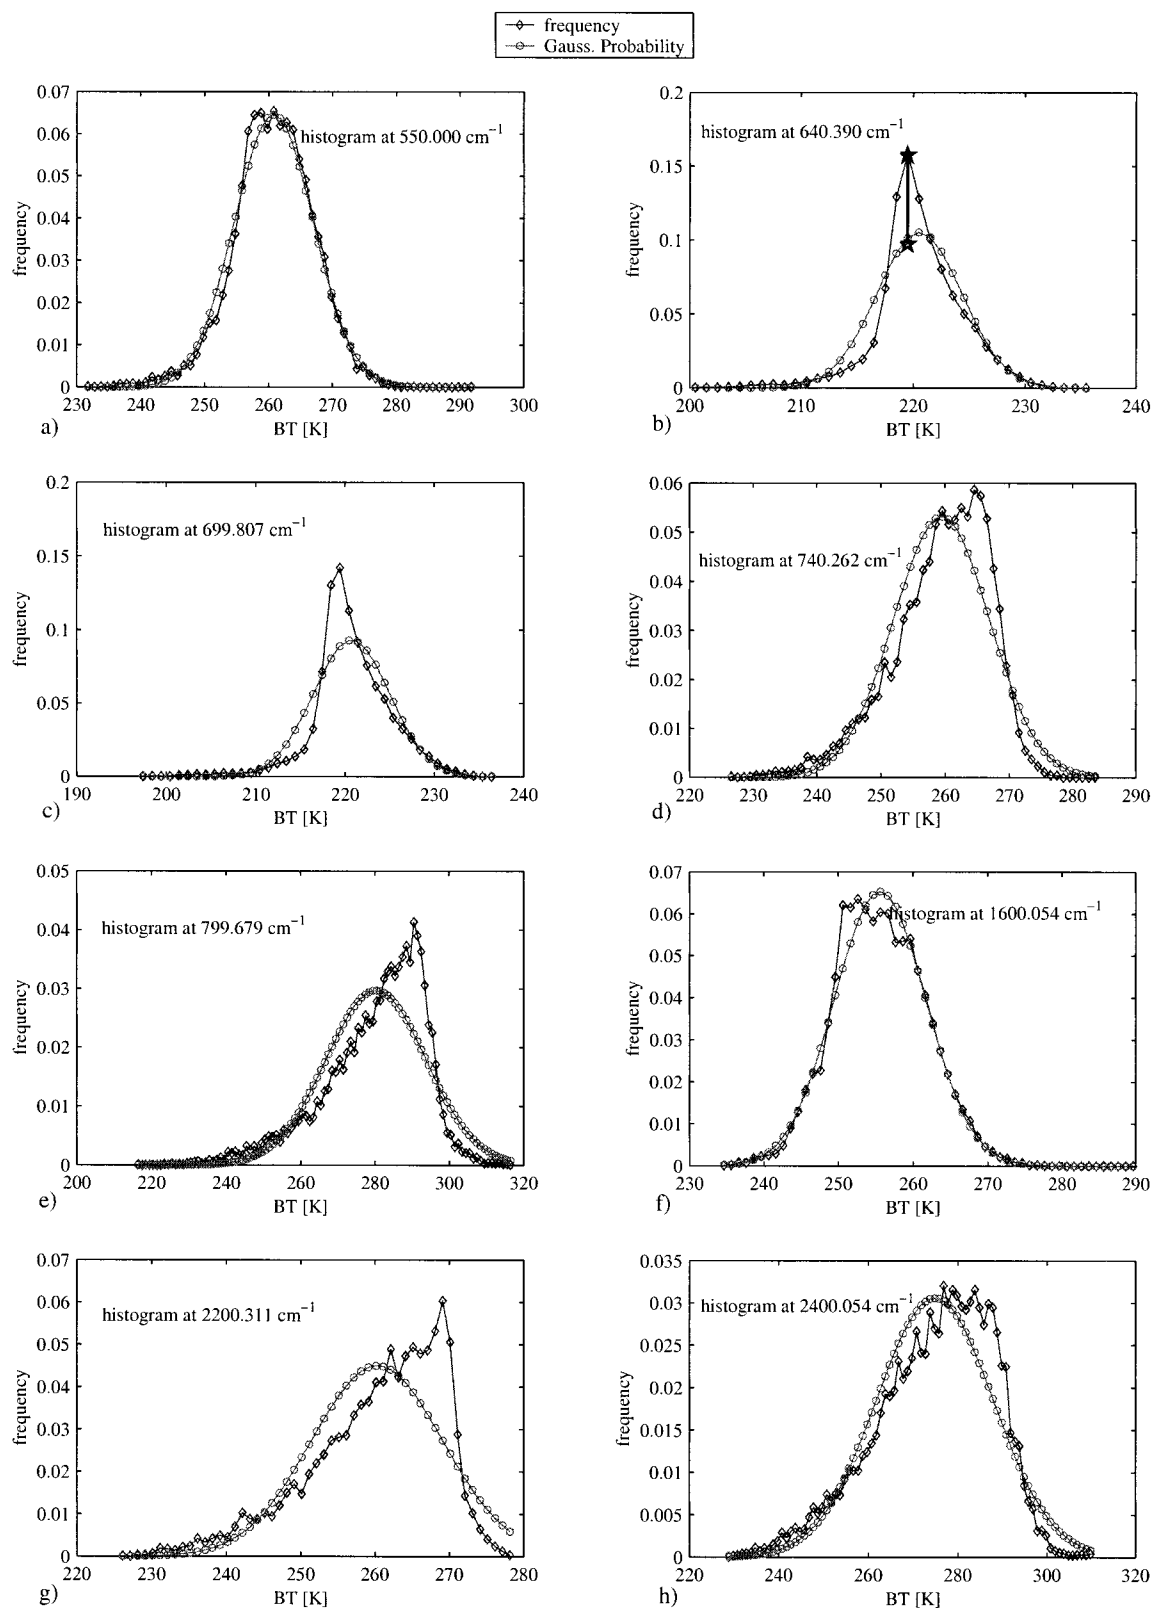 frequency
Gauss. Probability
0.07
0.06
0.05
0.04
0.03
0.02
0.01
0
frequency
histogram at 550.000 cm−1
230 240 250 260 270 280 290 300
BT [K]
a)
0.2
0.15
0.1
0.05
0
frequency
histogram at 640.390 cm−1
200 210 220 230 240
BT [K]
b)
0.2
0.15
0.1
0.05
0
frequency
histogram at 699.807 cm−1
190 200 210 220 230 240
BT [K]
c)
0.06
0.05
0.04
0.03
0.02
0.01
0
frequency
histogram at 740.262 cm−1
220 230 240 250 260 270 280 290
BT [K]
d)
0.05
0.04
0.03
0.02
0.01
0
frequency
histogram at 799.679 cm−1
200 220 240 260 280 300 320
BT [K]
e)
0.07
0.06
0.05
0.04
0.03
0.02
0.01
0
frequency
histogram at 1600.054 cm−1
230 240 250 260 270 280 290
BT [K]
f)
0.07
0.06
0.05
0.04
0.03
0.02
0.01
0
frequency
histogram at 2200.311 cm−1
220 230 240 250 260 270 280
BT [K]
g)
0.035
0.03
0.025
0.02
0.015
0.01
0.005
0
frequency
histogram at 2400.054 cm−1
220 240 260 280 300 320
BT [K]
h)